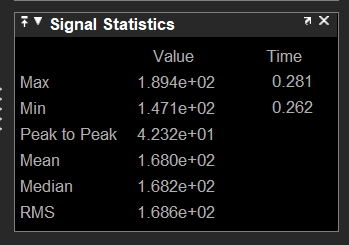 Signal Statistics
Value Time
Max 1.894e+02 0.281
Min 1.471e+02 0.262
Peak to Peak 4.232e+01
Mean 1.680e+02
Median 1.682e+02
RMS 1.686e+02